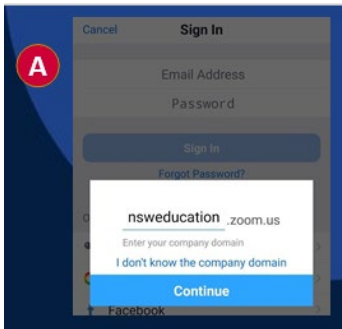 Cancel Sign In
A
Email Address
Password
Sign In
Forgot Password?
nsweducation .zoom.us
Enter your company domain
I don't know the company domain
Continue
Facebook